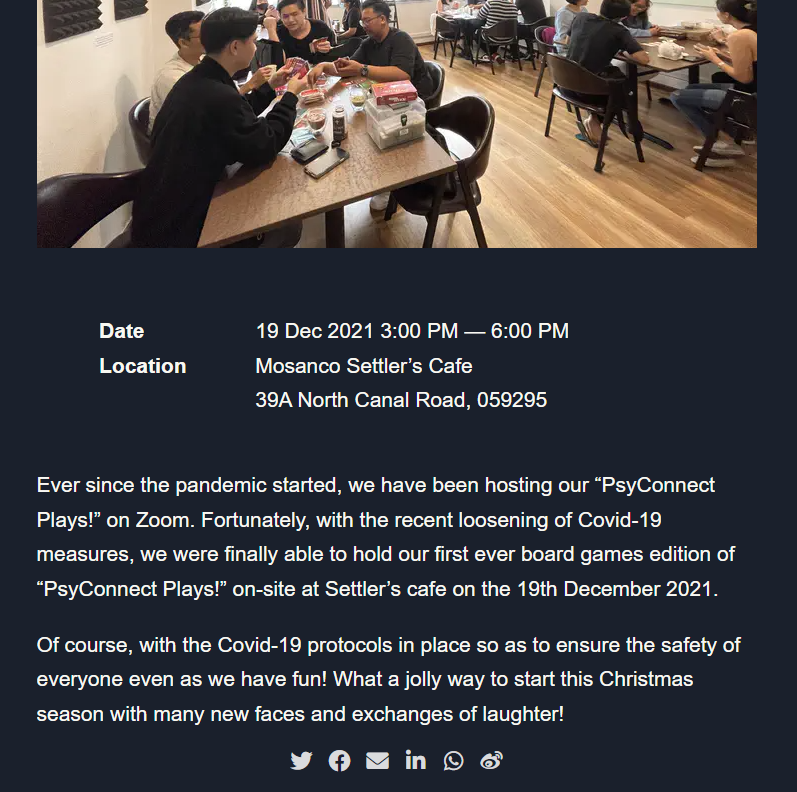 Date 19 Dec 2021 3:00 PM — 6:00 PM
Location Mosanco Settler’s Cafe
39A North Canal Road, 059295
Ever since the pandemic started, we have been hosting our “PsyConnect
Plays!” on Zoom. Fortunately, with the recent loosening of Covid-19
measures, we were finally able to hold our first ever board games edition of
“PsyConnect Plays!” on-site at Settler’s cafe on the 19th December 2021.
Of course, with the Covid-19 protocols in place so as to ensure the safety of
everyone even as we have fun! What a jolly way to start this Christmas
season with many new faces and exchanges of laughter!